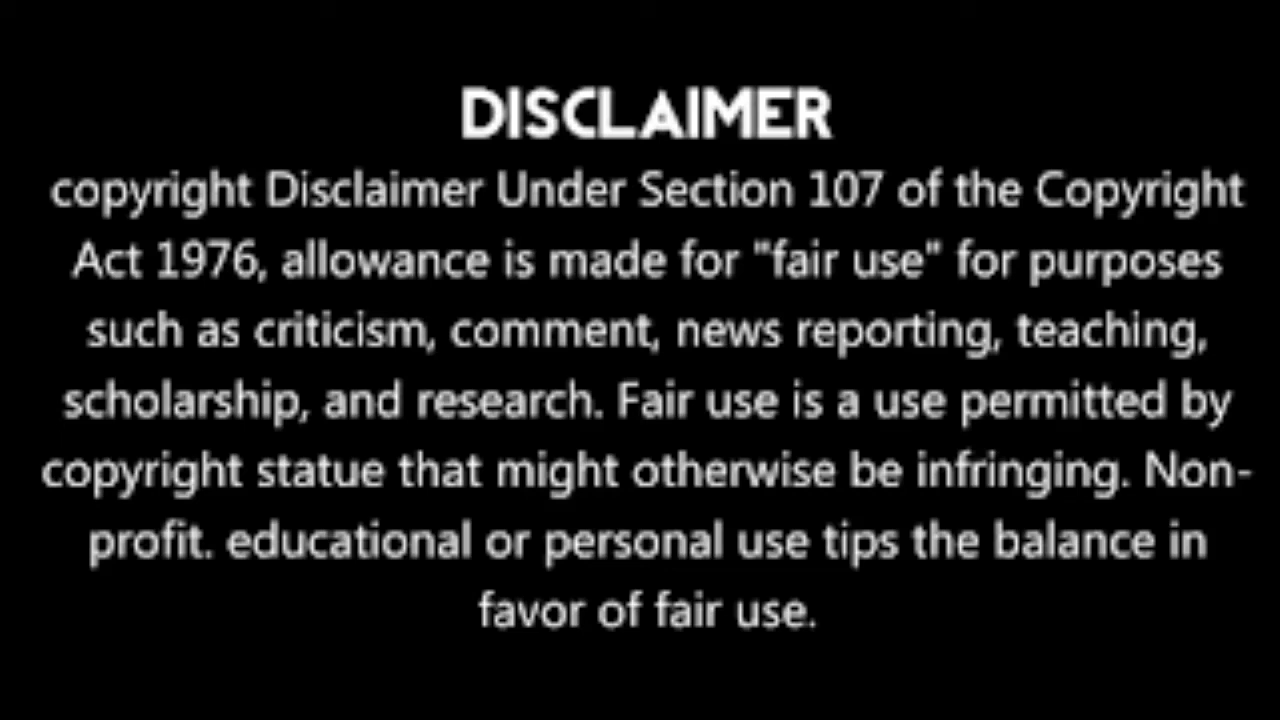 DISCLAIMER
copyright Disclaimer Under Section 107 of the Copyright
Act 1976, allowance is made for "fair use" for purposes
such as criticism, comment, news reporting, teaching,
scholarship, and research. Fair use is a use permitted by
copyright statue that might otherwise be infringing. Non-
profit. educational or personal use tips the balance in
favor of fair use.